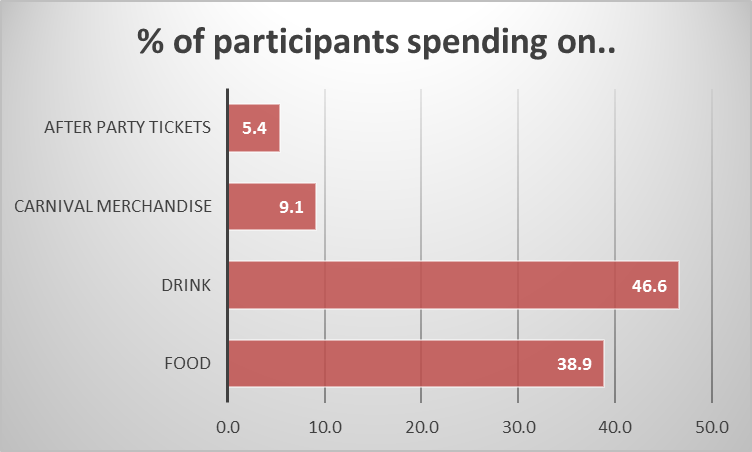 % of participants spending on..
AFTER PARTY TICKETS
5.4
CARNIVAL MERCHANDISE
9.1
DRINK
46.6
FOOD
38.9
0.0 10.0 20.0 30.0 40.0 50.0